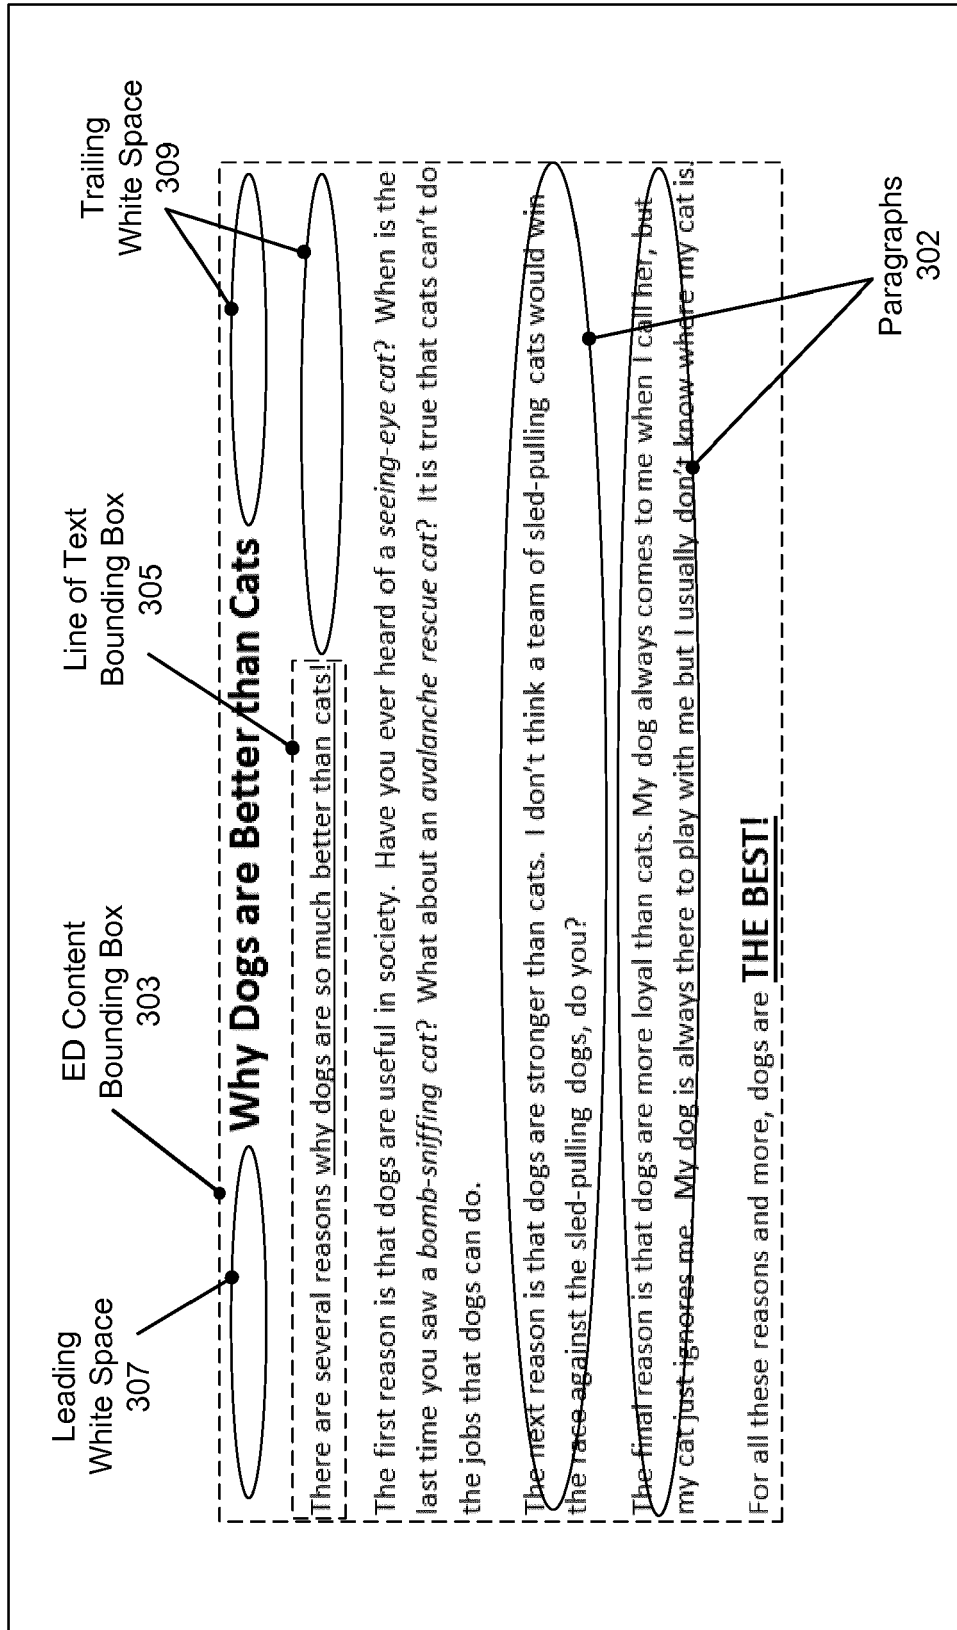 Leading
White Space
307
ED Content
Bounding Box
303
Line of Text
Bounding Box
305
Trailing
White Space
309
Why Dogs are Better than Cats
There are several reasons why dogs are so much better than cats!
The first reason is that dogs are useful in society. Have you ever heard of a seeing-eye cat? When is the
last time you saw a bomb-sniffing cat? What about an avalanche rescue cat? It is true that cats can't do
the jobs that dogs can do.
The next reason is that dogs are stronger than cats. I don't think a team of sled-pulling cats would win
the race against the sled-pulling dogs, do you?
The final reason is that dogs are more loyal than cats. My dog always comes to me when I call her, but
my cat just ignores me. My dog is always there to play with me but I usually don't know where my cat is.
For all these reasons and more, dogs are THE BEST!
Paragraphs
302